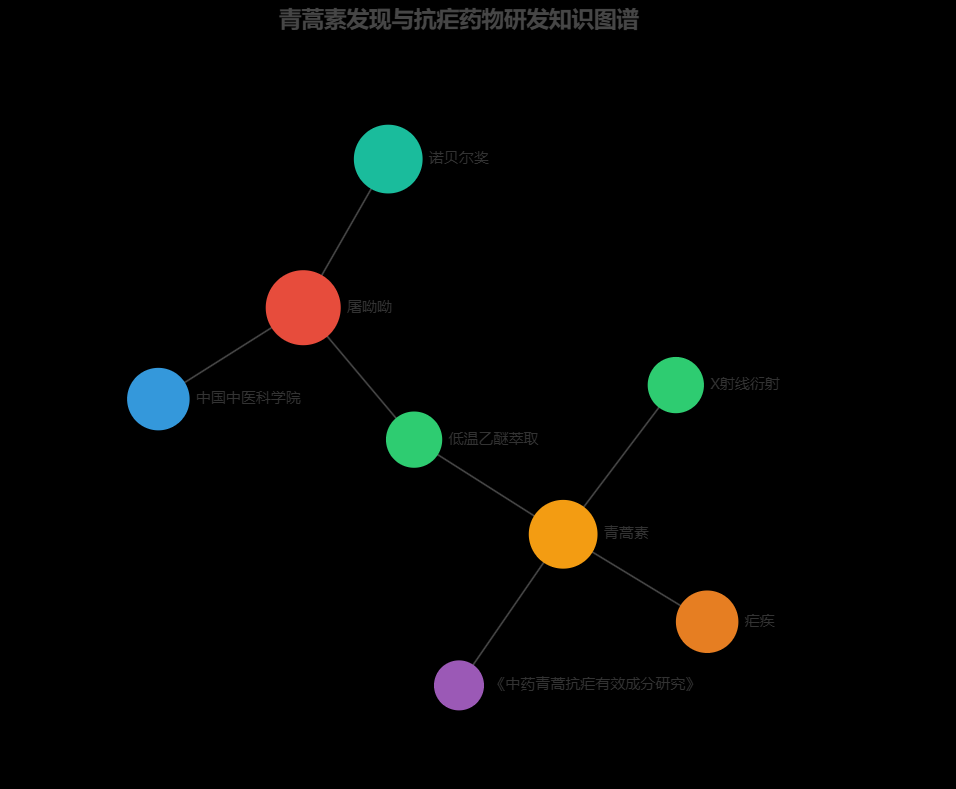 青蒿素发现与抗疟药物研发知识图谱
诺贝尔奖
屠呦呦
X射线衍射
中国中医科学院
低温乙醚萃取
青蒿素
疟疾
《中药青蒿抗疟有效成分研究》